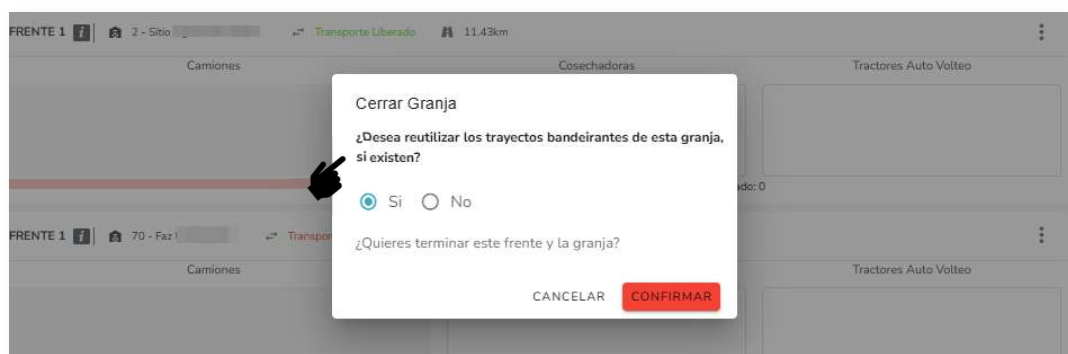 FRENTE 1 i 2 - Sitio Transporte Liberado 11.43km
Camiones Cosechadoras Tractores Auto Volteo
Cerrar Granja
¿Desea reutilizar los trayectos bandeirantes de esta granja,
si existen?
Si No
ado: 0
FRENTE 1 i 70 - Faz Transpor
¿Quieres terminar este frente y la granja?
Camiones Tractores Auto Volteo
CANCELAR CONFIRMAR